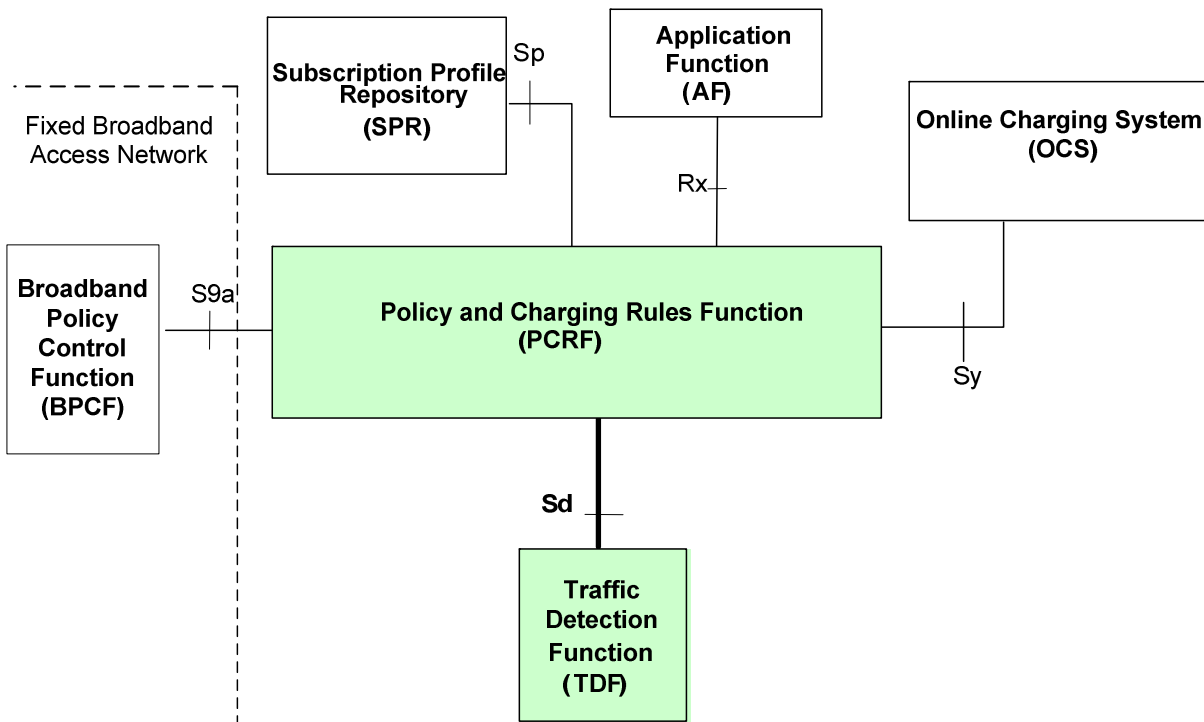 Sp
Subscription Profile
Repository
(SPR)
Application
Function
(AF)
Online Charging System
(OCS)
Fixed Broadband
Access Network
Rx
Broadband
Policy
Control
Function
(BPCF)
S9a
Policy and Charging Rules Function
(PCRF)
Sy
Sd
Traffic
Detection
Function
(TDF)